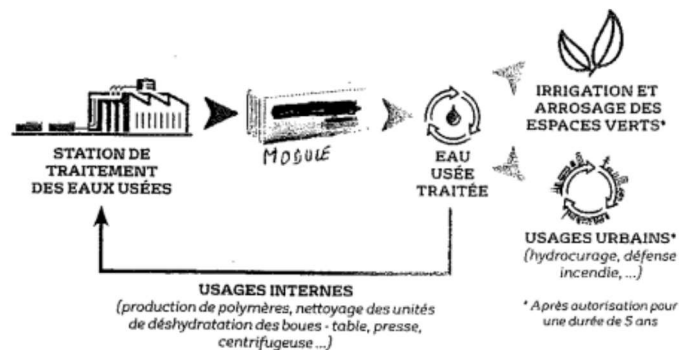 STATION DE
TRAITEMENT
DES EAUX USÉES
MODULE
EAU
USÉE
TRAITÉE
IRRIGATION ET
ARROSAGE DES
ESPACES VERTS*
USAGES URBAINS*
(hydrocurage, défense
incendie, ...)
USAGES INTERNES
(production de polymères, nettoyage des unités
de déshydratation des boues - table, presse,
centrifugeuse ...)
* Après autorisation pour
une durée de 5 ans